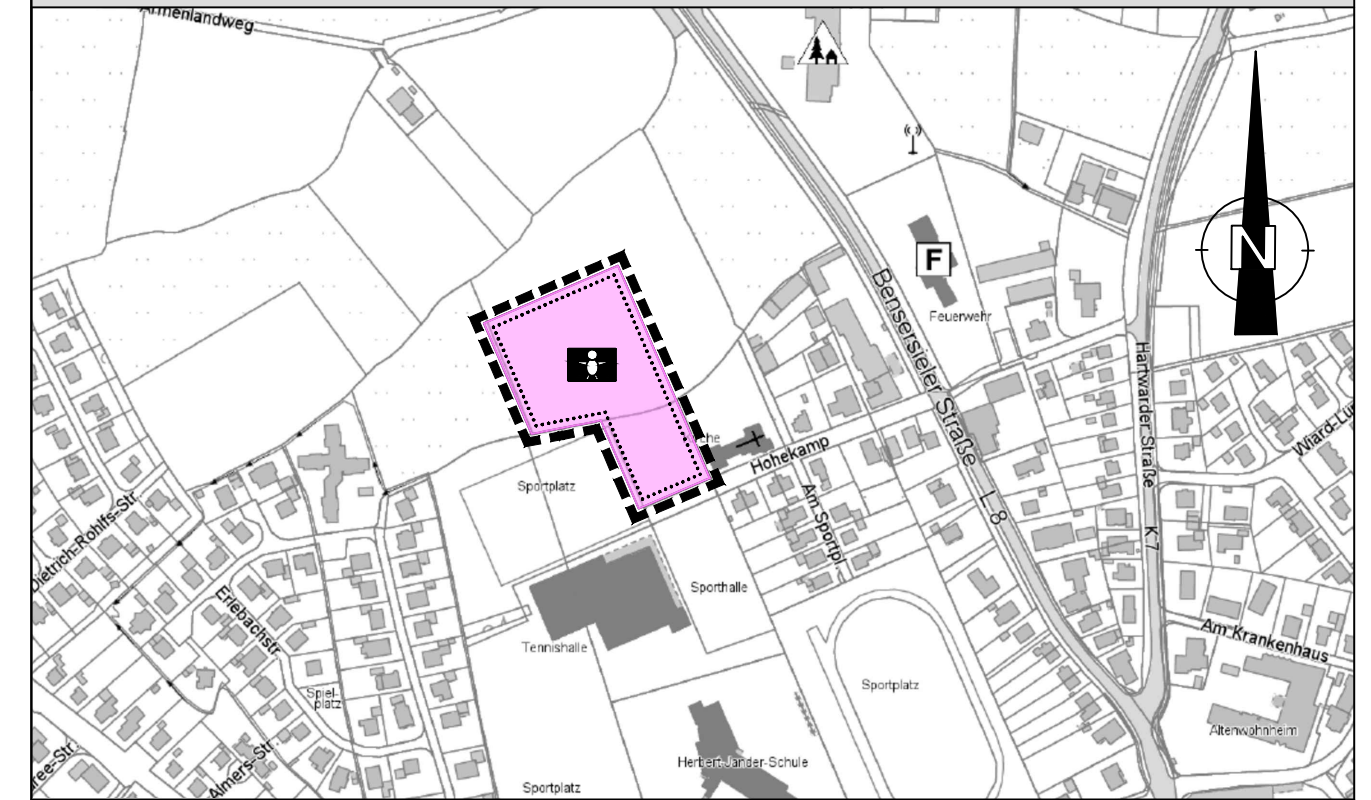 Armenlandweg
F
N
Feuerwehr
Bensersieler Straße
L 8
Hartwarder Straße
K 7
Hohekamp
Sportplatz
Am Sportpl.
Dietrich-Rohlfs-Str.
Erlebachstr
Sporthalle
Am Krankenhaus
Tennishalle
Spiel-
platz
Sportplatz
Altenwohnheim
Almers-Str.
Herbert-Jander-Schule
Sportplatz